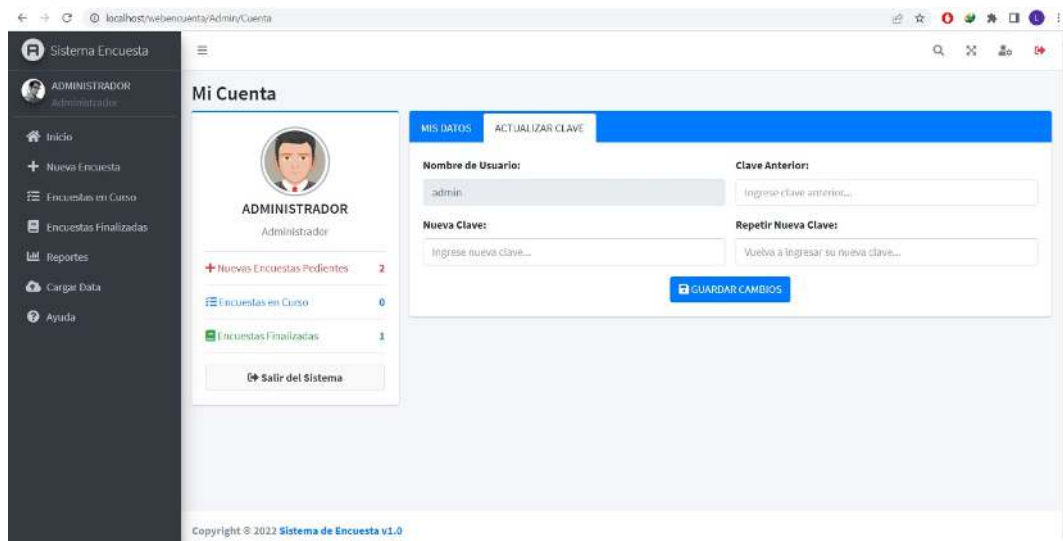 localhost/webencuenta/Admin/Cuenta
Sistema Encuesta
ADMINISTRADOR
Administrador
Inicio
Nueva Encuesta
Encuestas en Curso
Encuestas Finalizadas
Reportes
Cargar Data
Ayuda
Mi Cuenta
ADMINISTRADOR
Administrador
Nuevas Encuestas Pedientes 2
Encuestas en Curso 0
Encuestas Finalizadas 1
Salir del Sistema
MIS DATOS ACTUALIZAR CLAVE
Nombre de Usuario: Clave Anterior:
admin Ingrese clave anterior...
Nueva Clave: Repetir Nueva Clave:
Ingrese nueva clave... Vuelva a ingresar su nueva clave...
GUARDAR CAMBIOS
Copyright © 2022 Sistema de Encuesta v1.0